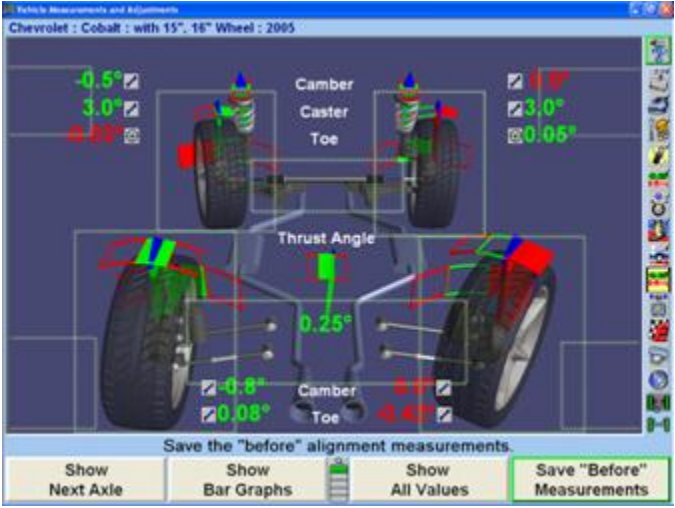 Vehicle Measurements and Adjustments
Chevrolet : Cobalt : with 15", 16" Wheel : 2005
-0.5° Camber
3.0° Caster 3.0°
Toe 0.05°
Thrust Angle
0.25°
-0.8° Camber
0.08° Toe
Save the "before" alignment measurements.
Show Next Axle
Show Bar Graphs
Show All Values
Save "Before" Measurements